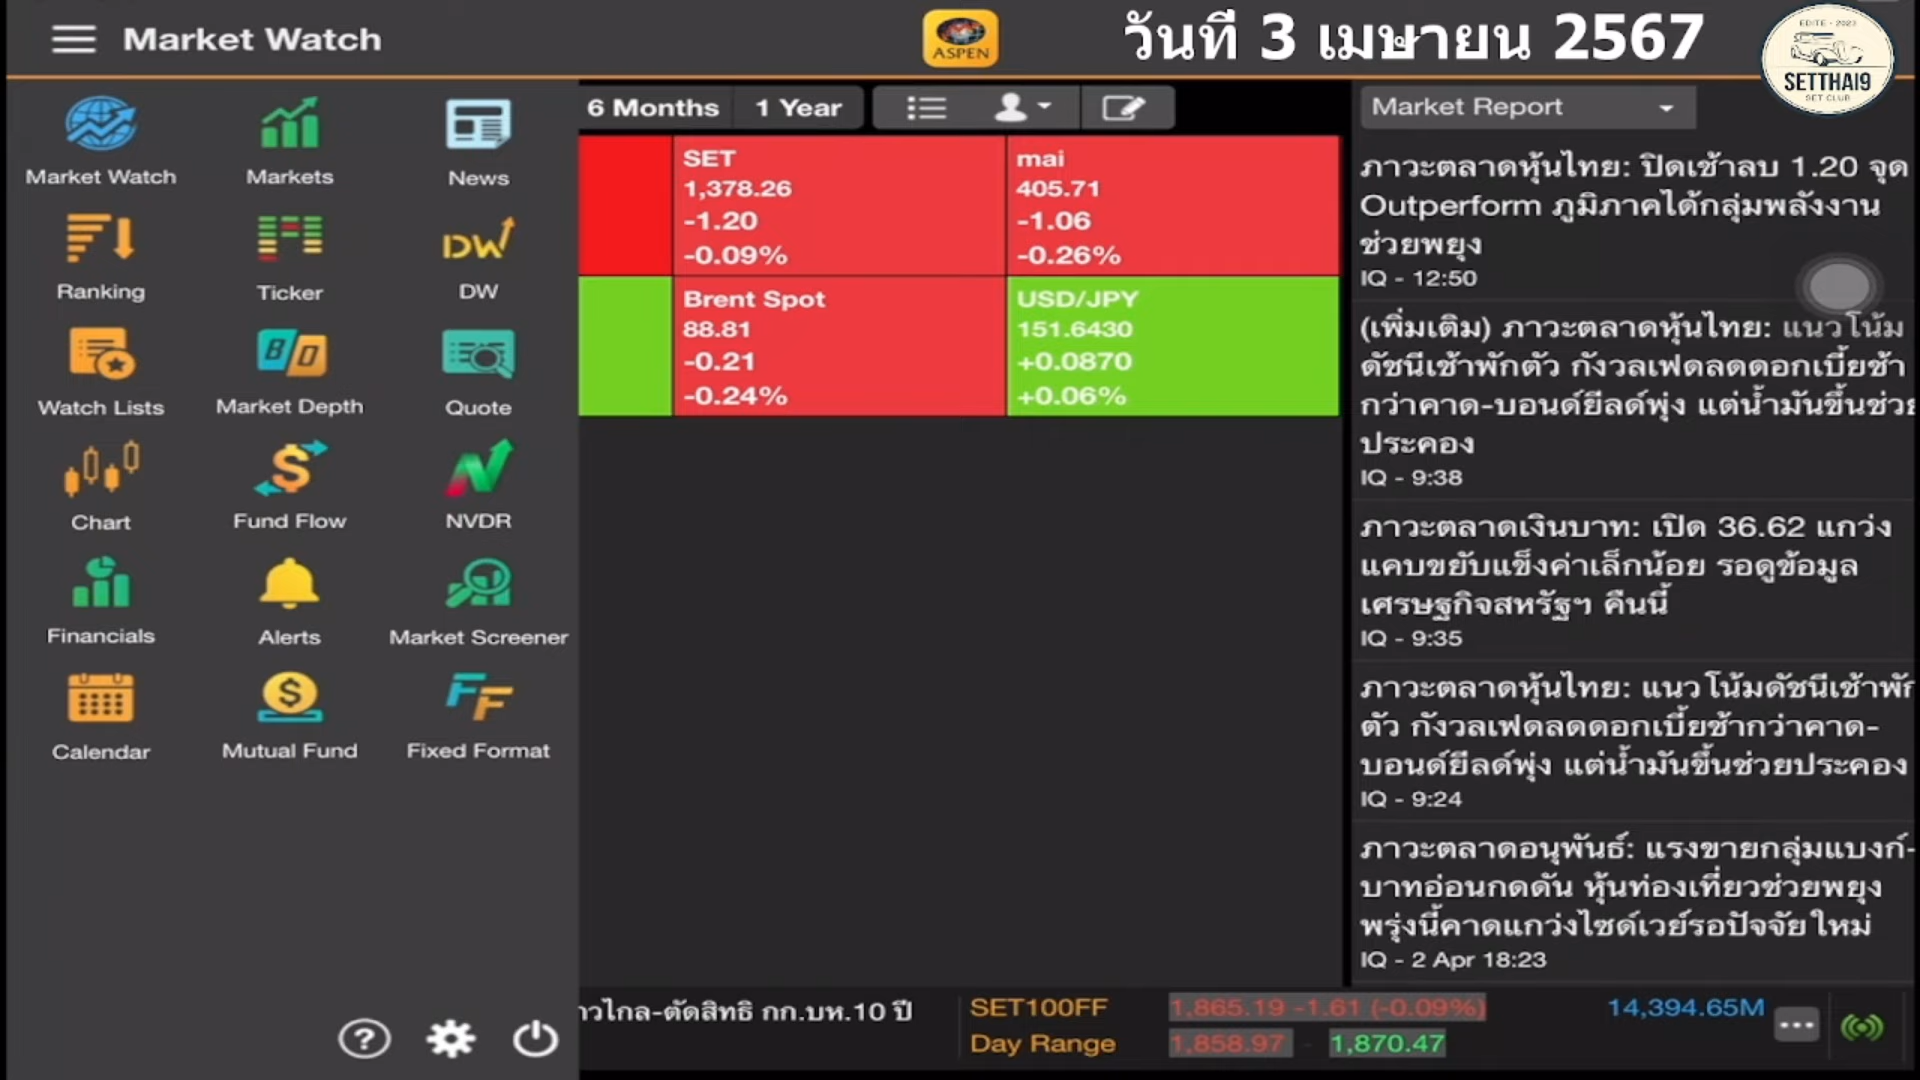 Market Watch
ASPEN
วันที่ 3 เมษายน 2567
EDITE - 2023
SETTHAI9
SET CLUB
Market Watch
Markets
News
Ranking
Ticker
DW
DW
Watch Lists
Market Depth
Quote
Chart
Fund Flow
NVDR
Financials
Alerts
Market Screener
Calendar
Mutual Fund
Fixed Format
6 Months
1 Year
SET
1,378.26
-1.20
-0.09%
mai
405.71
-1.06
-0.26%
Brent Spot
88.81
-0.21
-0.24%
USD/JPY
151.6430
+0.0870
+0.06%
Market Report
ภาวะตลาดหุ้นไทย: ปิดเช้าลบ 1.20 จุด
Outperform ภูมิภาคได้กลุ่มพลังงาน
ช่วยพยุง
IQ - 12:50
(เพิ่มเติม) ภาวะตลาดหุ้นไทย: แนวโน้ม
ดัชนีเช้าพักตัว กังวลเฟดลดดอกเบี้ยช้า
กว่าคาด-บอนด์ยีลด์พุ่ง แต่น้ำมันขึ้นช่วย
ประคอง
IQ - 9:38
ภาวะตลาดเงินบาท: เปิด 36.62 แกว่ง
แคบขยับแข็งค่าเล็กน้อย รอดูข้อมูล
เศรษฐกิจสหรัฐฯ คืนนี้
IQ - 9:35
ภาวะตลาดหุ้นไทย: แนวโน้มดัชนีเช้าพัก
ตัว กังวลเฟดลดดอกเบี้ยช้ากว่าคาด-
บอนด์ยีลด์พุ่ง แต่น้ำมันขึ้นช่วยประคอง
IQ - 9:24
ภาวะตลาดอนุพันธ์: แรงขายกลุ่มแบงก์-
บาทอ่อนกดดัน หุ้นท่องเที่ยวช่วยพยุง
พรุ่งนี้คาดแกว่งไซด์เวย์รอปัจจัยใหม่
IQ - 2 Apr 18:23
าวไกล-ตัดสิทธิ กก.บห.10 ปี
SET100FF 1,865.19 -1.61 (-0.09%) 14,394.65M
Day Range 1,858.97 - 1,870.47